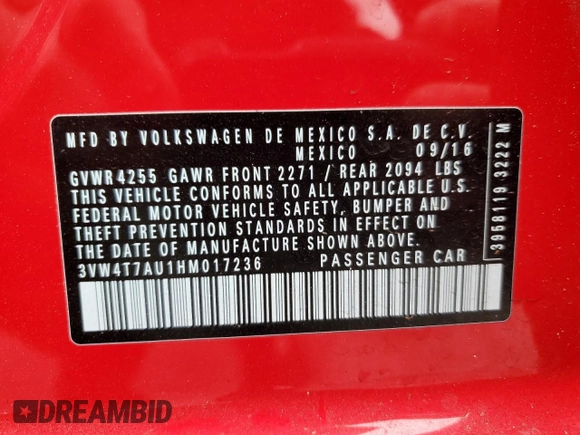 MFD BY VOLKSWAGEN DE MEXICO S.A. DE C.V.
MEXICO 09/16
GVWR 4255 GAWR FRONT 2271 / REAR 2094 LBS
THIS VEHICLE CONFORMS TO ALL APPLICABLE U.S.
FEDERAL MOTOR VEHICLE SAFETY, BUMPER AND
THEFT PREVENTION STANDARDS IN EFFECT ON
THE DATE OF MANUFACTURE SHOWN ABOVE.
3VW4T7AU1HM017236 PASSENGER CAR
3958119 3222 M
DREAMBID